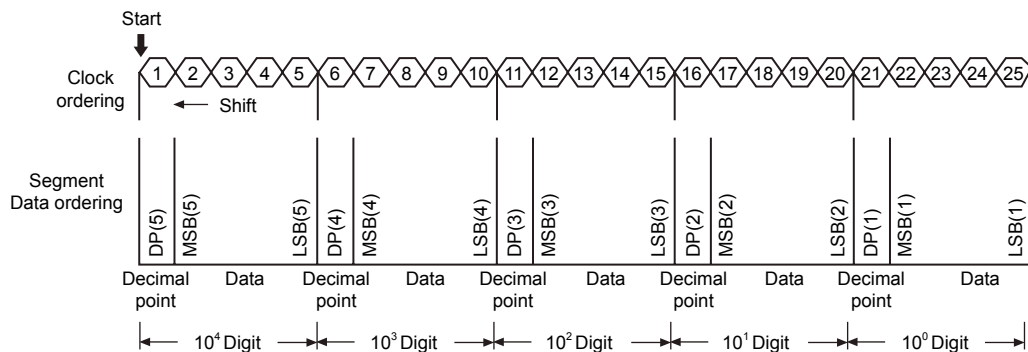 Start
Clock ordering
1 2 3 4 5 6 7 8 9 10 11 12 13 14 15 16 17 18 19 20 21 22 23 24 25
Shift
Segment
Data ordering
DP(5) MSB(5) LSB(5) DP(4) MSB(4) LSB(4) DP(3) MSB(3) LSB(3) DP(2) MSB(2) LSB(2) DP(1) MSB(1) LSB(1)
Decimal Data Decimal Data Decimal Data Decimal Data Decimal Data
point point point point point
10⁴ Digit 10³ Digit 10² Digit 10¹ Digit 10⁰ Digit